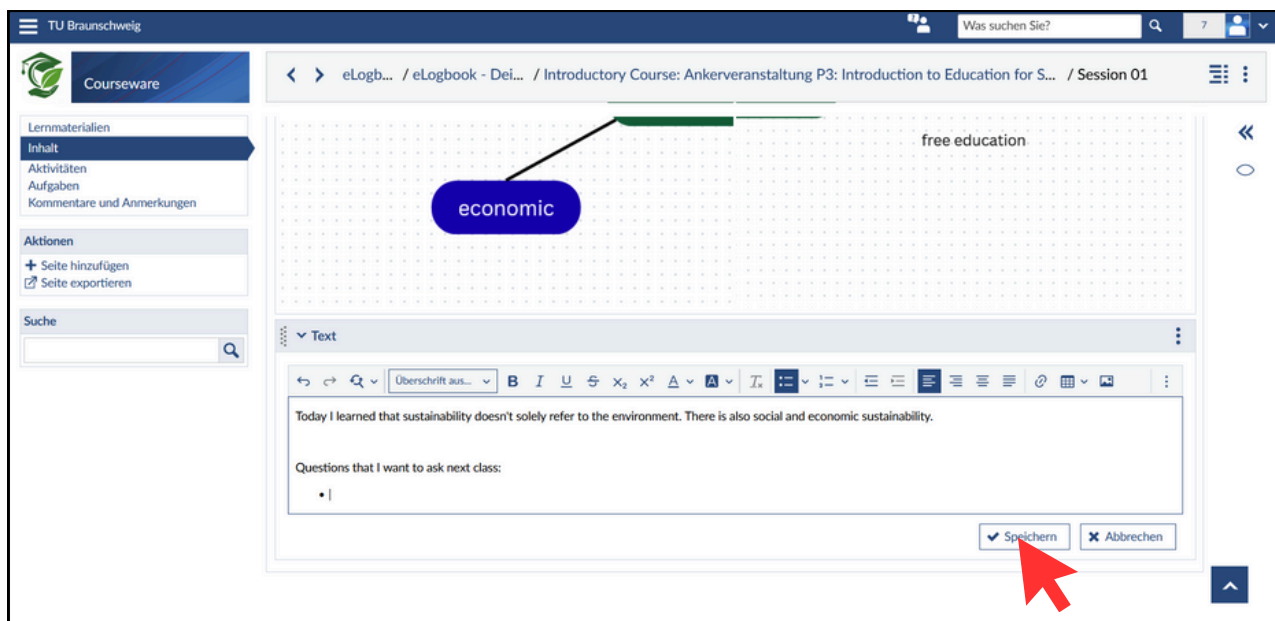 TU Braunschweig
Was suchen Sie?
7
Courseware
eLogb... / eLogbook - Dei... / Introductory Course: Ankerveranstaltung P3: Introduction to Education for S... / Session 01
Lernmaterialien
Inhalt
Aktivitäten
Aufgaben
Kommentare und Anmerkungen
Aktionen
Seite hinzufügen
Seite exportieren
Suche
free education
economic
Text
Überschrift aus...
B I U S x₂ x² A A Tx
Today I learned that sustainability doesn't solely refer to the environment. There is also social and economic sustainability.
Questions that I want to ask next class:
•
Speichern
Abbrechen